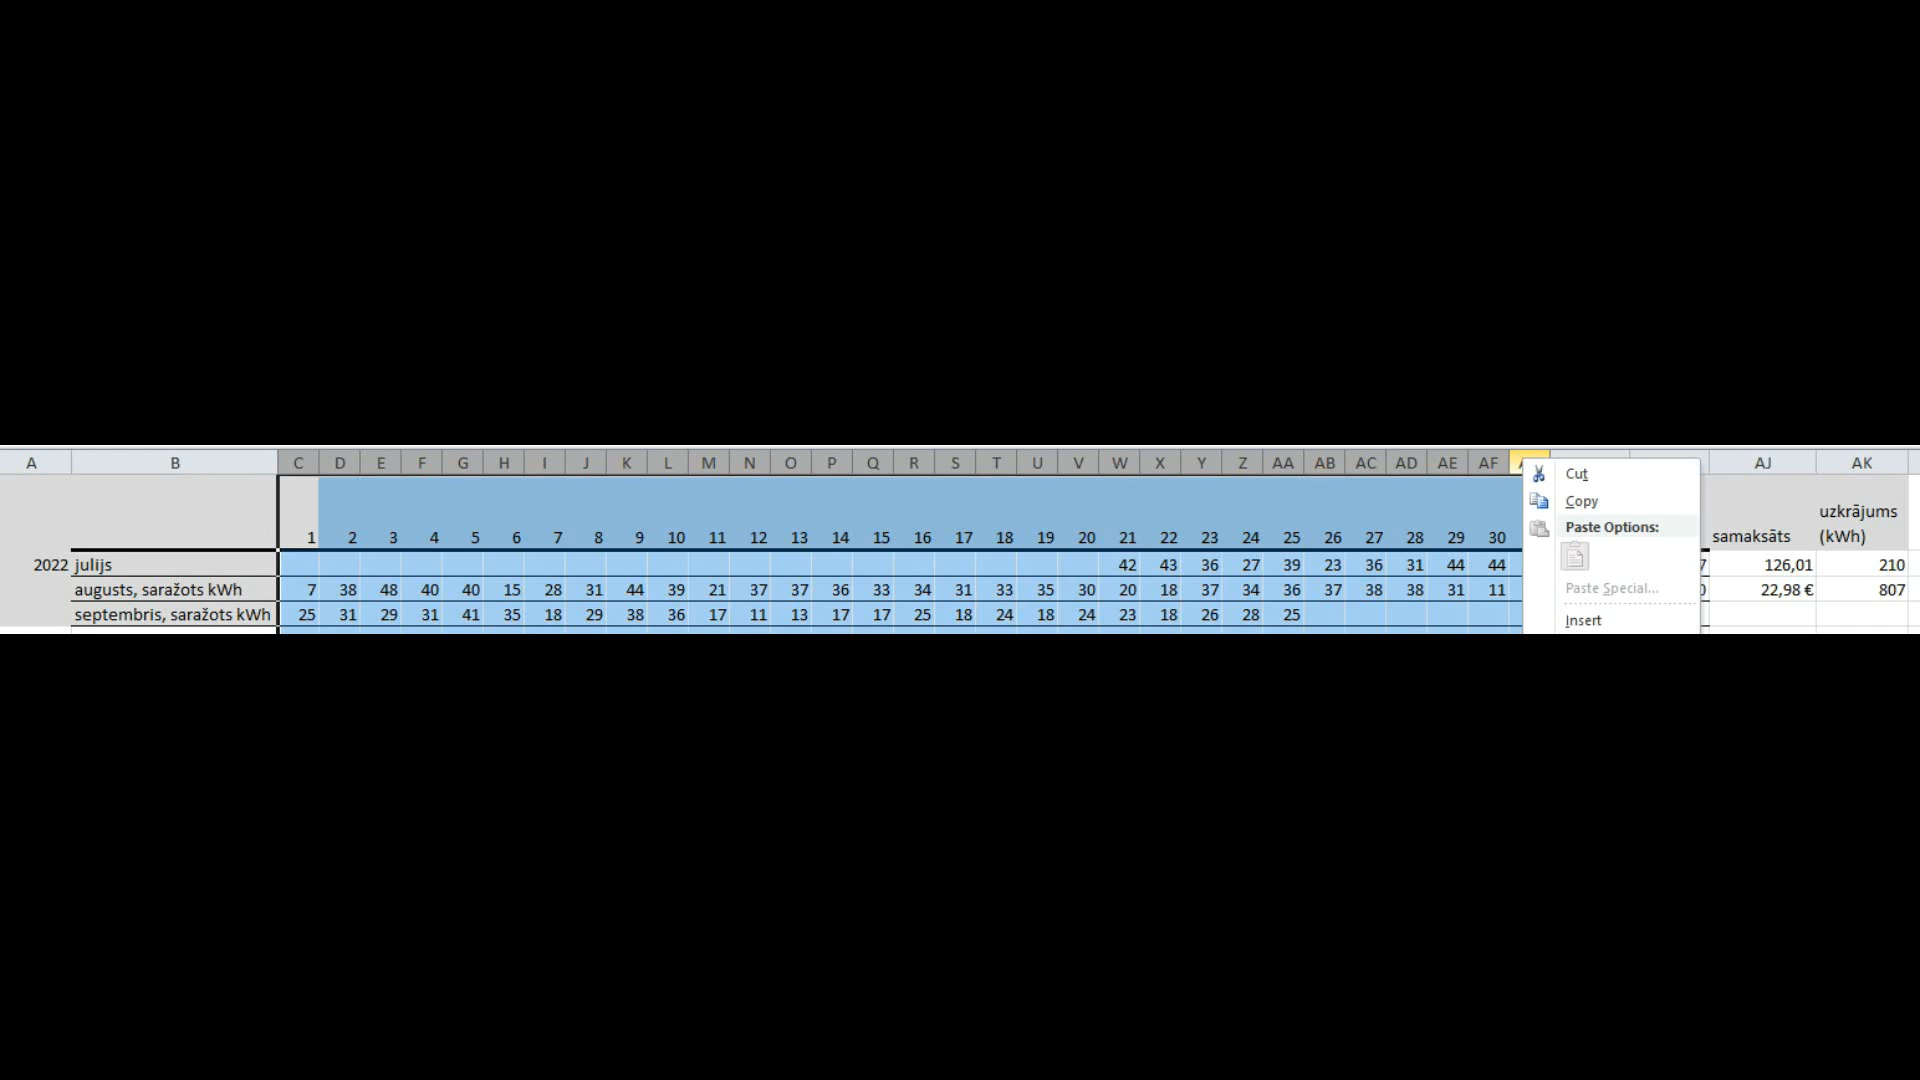 A B C D E F G H I J K L M N O P Q R S T U V W X Y Z AA AB AC AD AE AF AJ AK
Cut
Copy
Paste Options:
Paste Special...
Insert
uzkrājums
1 2 3 4 5 6 7 8 9 10 11 12 13 14 15 16 17 18 19 20 21 22 23 24 25 26 27 28 29 30 samaksāts (kWh)
2022 julijs 42 43 36 27 39 23 36 31 44 44 7 126,01 210
augusts, saražots kWh 7 38 48 40 40 15 28 31 44 39 21 37 37 36 33 34 31 33 35 30 20 18 37 34 36 37 38 38 31 11 0 22,98 € 807
septembris, saražots kWh 25 31 29 31 41 35 18 29 38 36 17 11 13 17 17 25 18 24 18 24 23 18 26 28 25